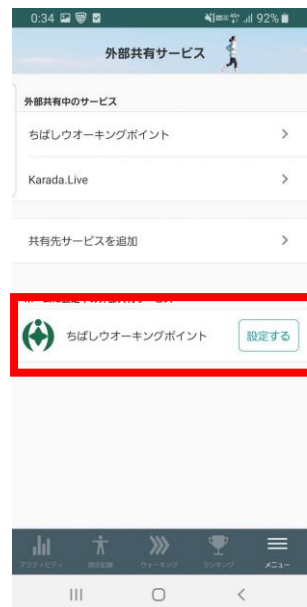 0:34
92%
外部共有サービス
外部共有中のサービス
ちばしウオーキングポイント
Karada.Live
共有先サービスを追加
ちばしウオーキングポイント
設定する
アクティビティ
ウォーキング
ランキング
メニュー